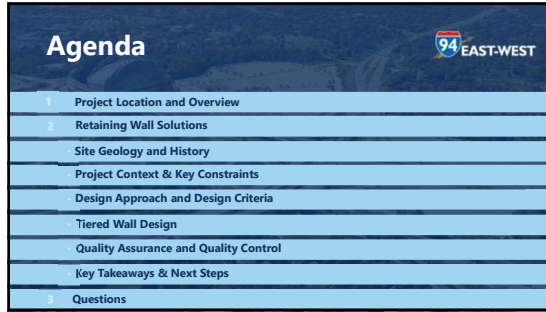 Agenda
94 EAST-WEST
1 Project Location and Overview
2 Retaining Wall Solutions
- Site Geology and History
- Project Context & Key Constraints
- Design Approach and Design Criteria
- Tiered Wall Design
- Quality Assurance and Quality Control
- Key Takeaways & Next Steps
3 Questions